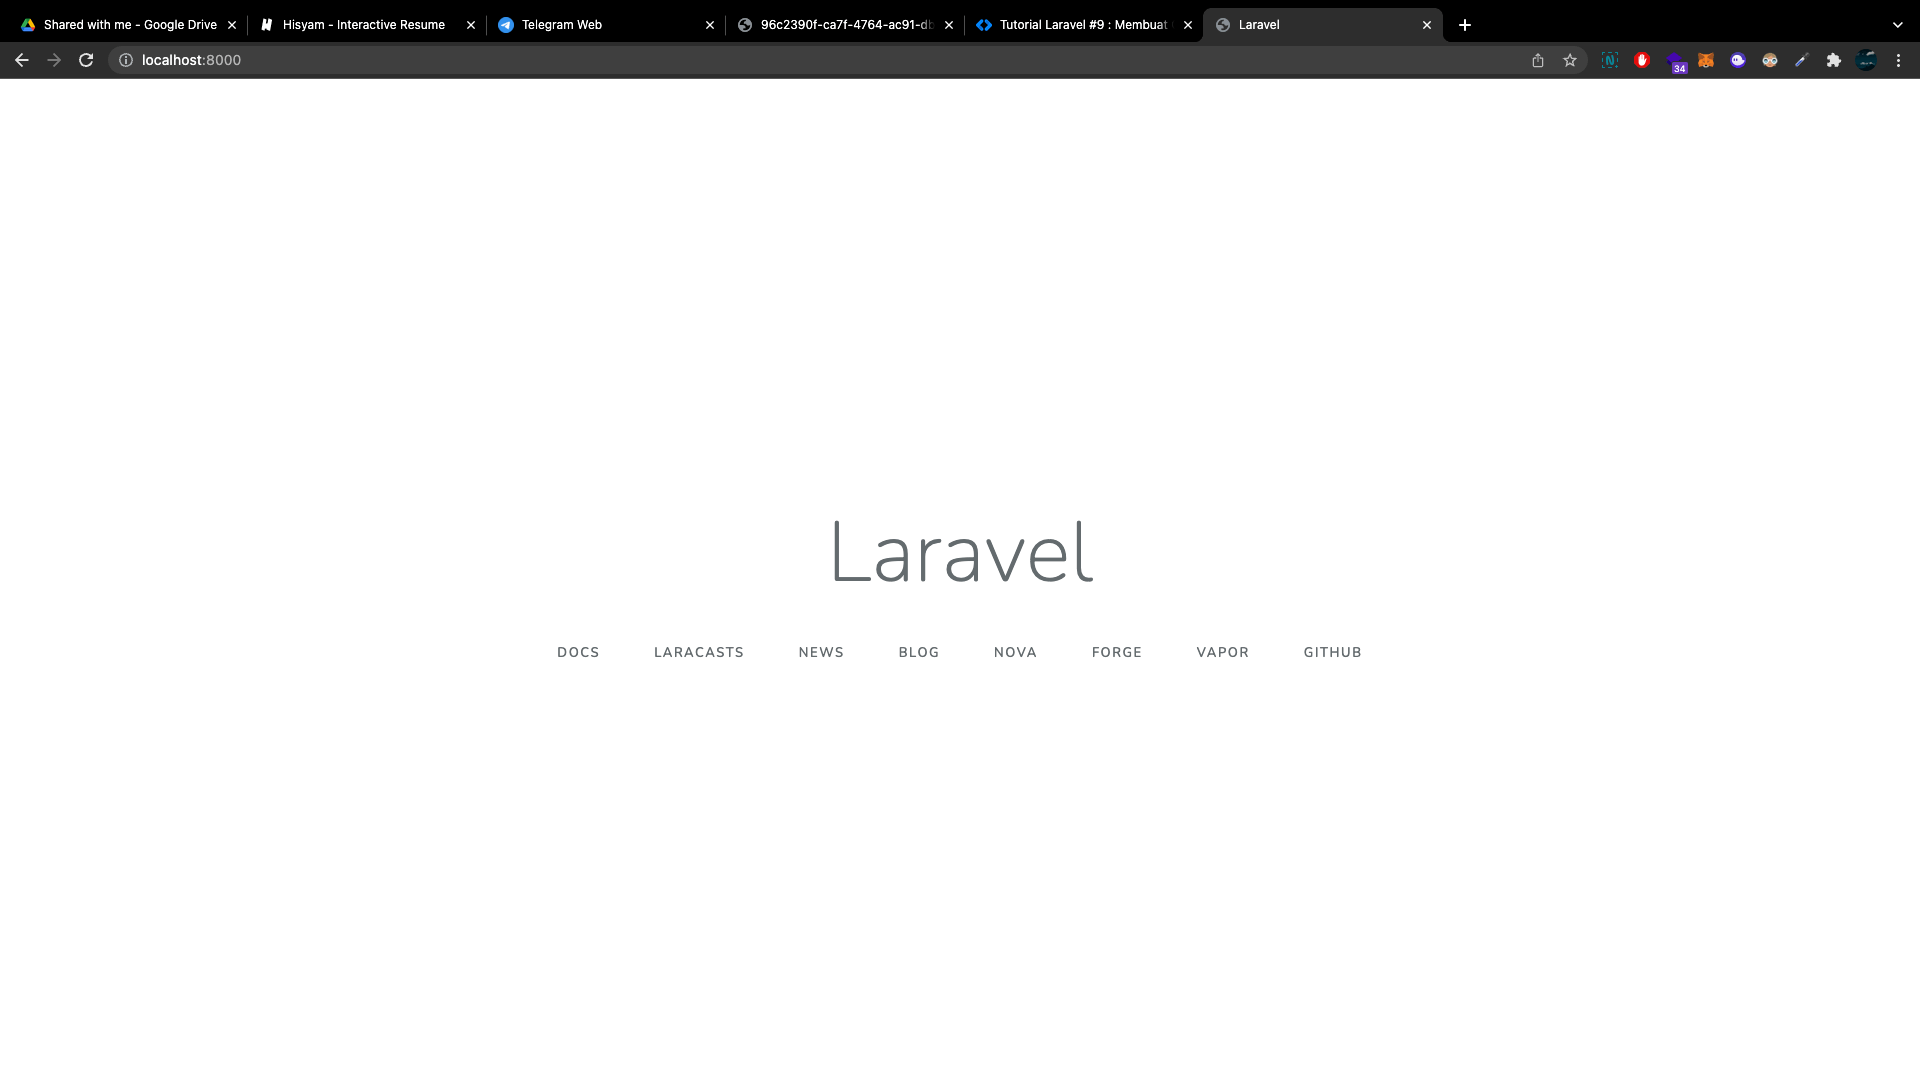 Shared with me - Google Drive
Hisyam - Interactive Resume
Telegram Web
96c2390f-ca7f-4764-ac91-db
Tutorial Laravel #9 : Membuat
Laravel
localhost:8000
34
Laravel
DOCS LARACASTS NEWS BLOG NOVA FORGE VAPOR GITHUB